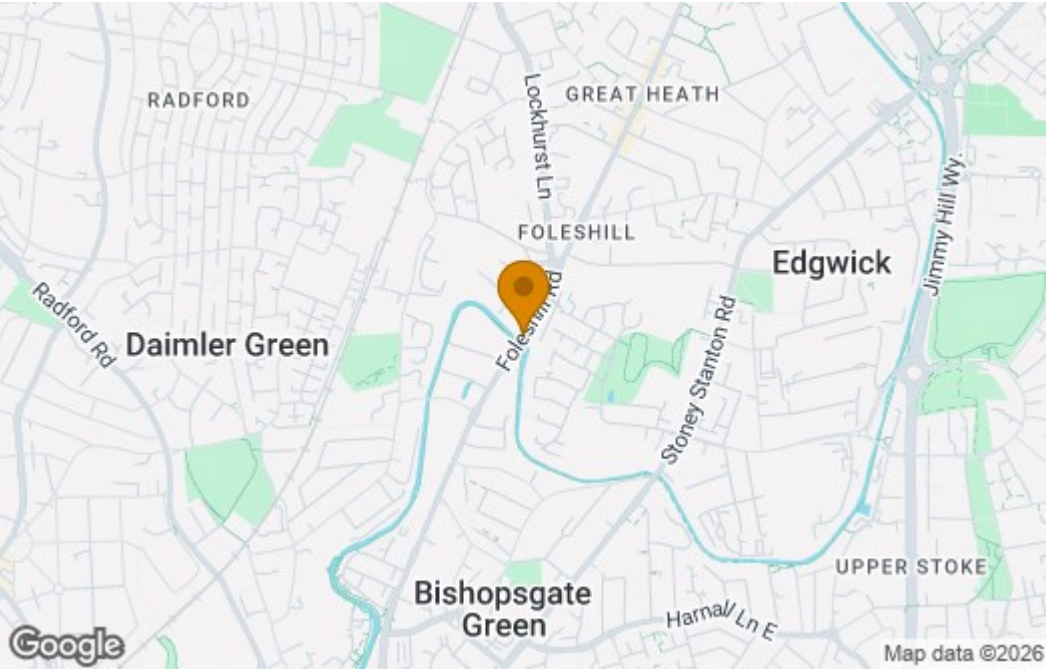 RADFORD
GREAT HEATH
Lockhurst Ln
FOLESHILL
Edgwick
Jimmy Hill Wy.
Radford Rd
Daimler Green
Foleshill Rd
Stoney Stanton Rd
UPPER STOKE
Bishopsgate
Green
Harnall Ln E
Google
Map data ©2026